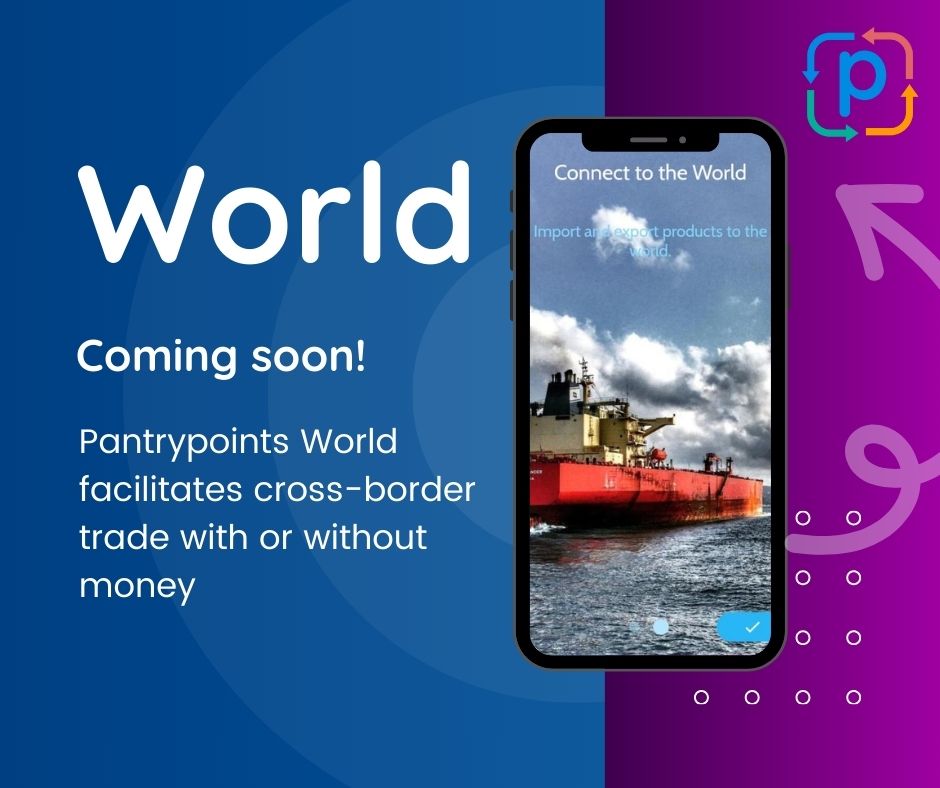 World
Coming soon!
Pantrypoints World
facilitates cross-border
trade with or without
money
p
Connect to the World
Import and export products to the
world.